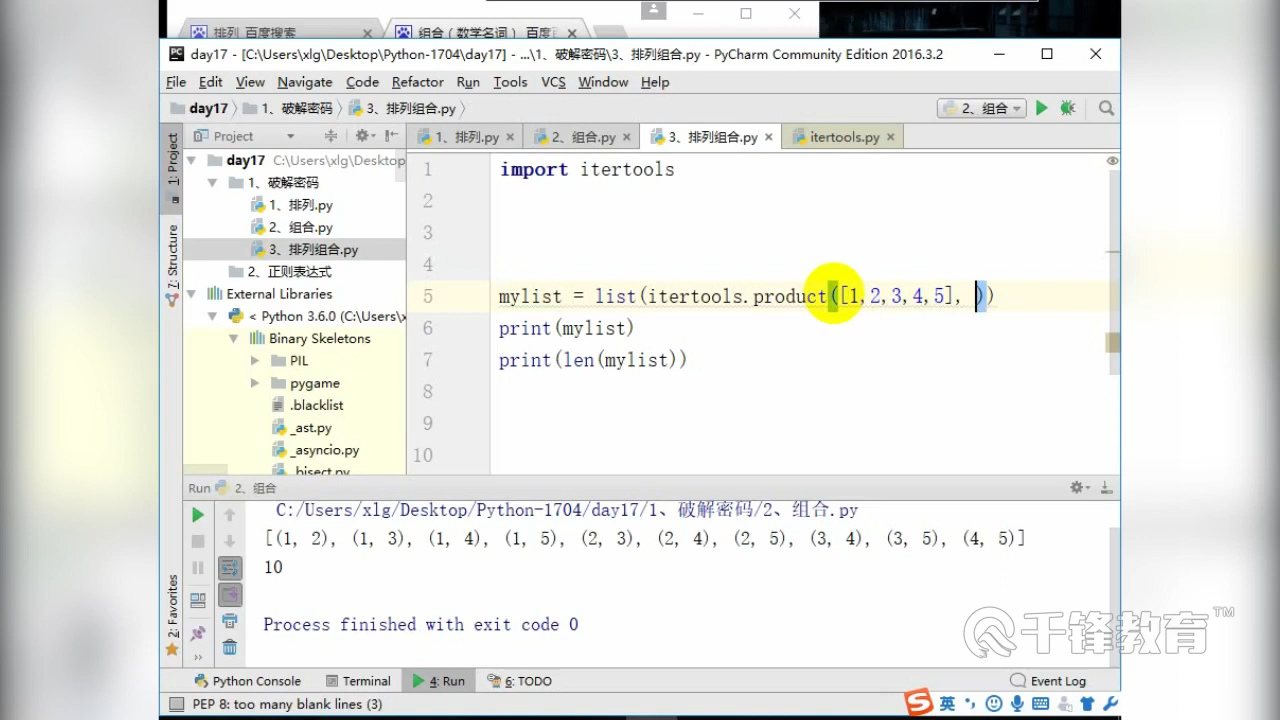 排列_百度搜索
组合（数学名词）_百度
day17 - [C:\Users\xlg\Desktop\Python-1704\day17] - ...\1、破解密码\3、排列组合.py - PyCharm Community Edition 2016.3.2
File Edit View Navigate Code Refactor Run Tools VCS Window Help
day17 1、破解密码 3、排列组合.py 2、组合
Project 1、排列.py 2、组合.py 3、排列组合.py itertools.py
1: Project
7: Structure
2: Favorites
day17 C:\Users\xlg\Desktop
1、破解密码
1、排列.py
2、组合.py
3、排列组合.py
2、正则表达式
External Libraries
< Python 3.6.0 (C:\Users\x
Binary Skeletons
PIL
pygame
.blacklist
_ast.py
_asyncio.py
_bisect.py
1 import itertools
2
3
4
5 mylist = list(itertools.product([1,2,3,4,5], ))
6 print(mylist)
7 print(len(mylist))
8
9
10
Run 2、组合
C:/Users/xlg/Desktop/Python-1704/day17/1、破解密码/2、组合.py
[(1, 2), (1, 3), (1, 4), (1, 5), (2, 3), (2, 4), (2, 5), (3, 4), (3, 5), (4, 5)]
10
Process finished with exit code 0
千锋教育™
Python Console Terminal 4: Run 6: TODO Event Log
PEP 8: too many blank lines (3)
英